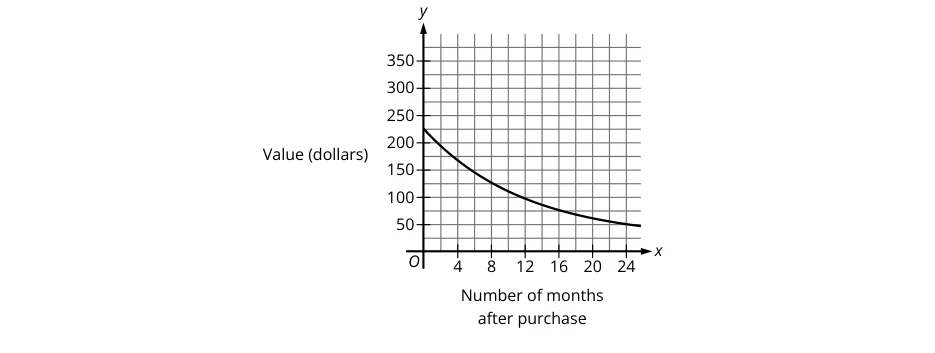 y
350
300
250
200
150
100
50
Value (dollars)
O
4 8 12 16 20 24
x
Number of months
after purchase